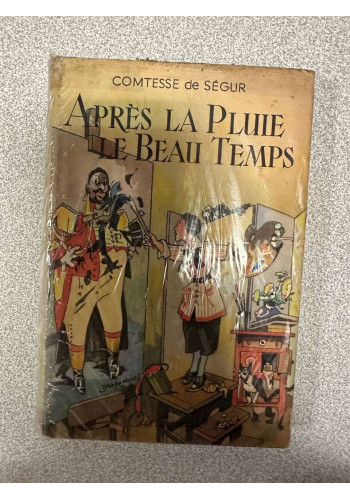 COMTESSE de SÉGUR
APRÈS LA PLUIE
LE BEAU TEMPS